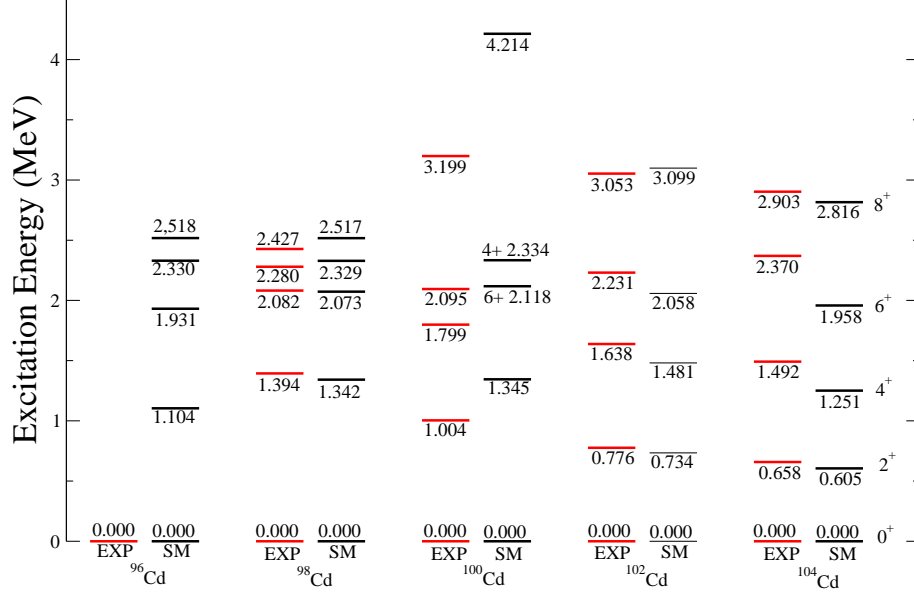 Excitation Energy (MeV)
4
3
2
1
0
2,518
2.330
1.931
1.104
0.000 0.000
EXP SM
96Cd
2.427 2.517
2.280 2.329
2.082 2.073
1.394 1.342
0.000 0.000
EXP SM
98Cd
4.214
3.199
4+ 2.334
2.095 6+ 2.118
1.799
1.004 1.345
0.000 0.000
EXP SM
100Cd
3.053 3.099
2.231 2.058
1.638 1.481
0.776 0.734
0.000 0.000
EXP SM
102Cd
2.903 2.816 8+
2.370 1.958 6+
1.492 1.251 4+
0.658 0.605 2+
0.000 0.000 0+
EXP SM
104Cd